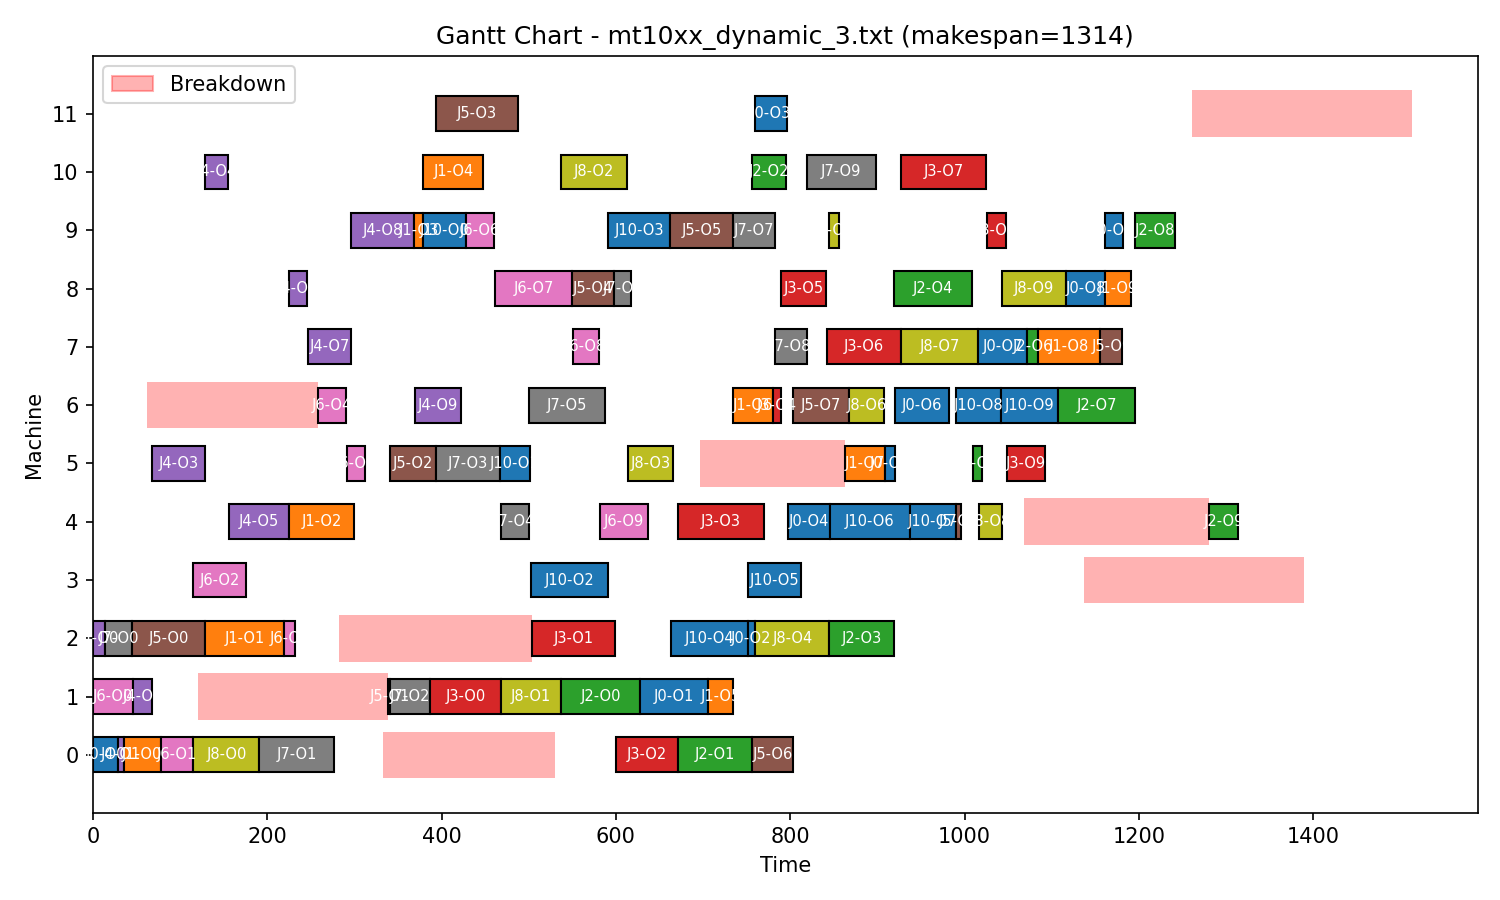 Gantt Chart - mt10xx_dynamic_3.txt (makespan=1314)
Breakdown
Machine
11
J5-O3
10
J1-O4 J8-O2 J2-O2 J7-O9 J3-O7
9
J4-O8 J6-O6 J10-O3 J5-O5 J7-O7 J2-O8
8
J6-O7 J3-O5 J2-O4 J8-O9 J0-O8
7
J4-O7 J3-O6 J8-O7 J1-O8
6
J6-O4 J4-O9 J7-O5 J5-O7 J8-O6 J0-O6 J10-O8 J10-O9 J2-O7
5
J4-O3 J5-O2 J7-O3 J8-O3 J3-O9
4
J4-O5 J1-O2 J7-O4 J6-O9 J3-O3 J0-O4 J10-O6 J2-O9
3
J6-O2 J10-O2 J10-O5
2
J5-O0 J1-O1 J3-O1 J10-O4 J0-O2 J8-O4 J2-O3
1
J3-O0 J8-O1 J2-O0 J0-O1 J1-O5
0
J6-O1 J8-O0 J7-O1 J3-O2 J2-O1 J5-O6
0 200 400 600 800 1000 1200 1400
Time